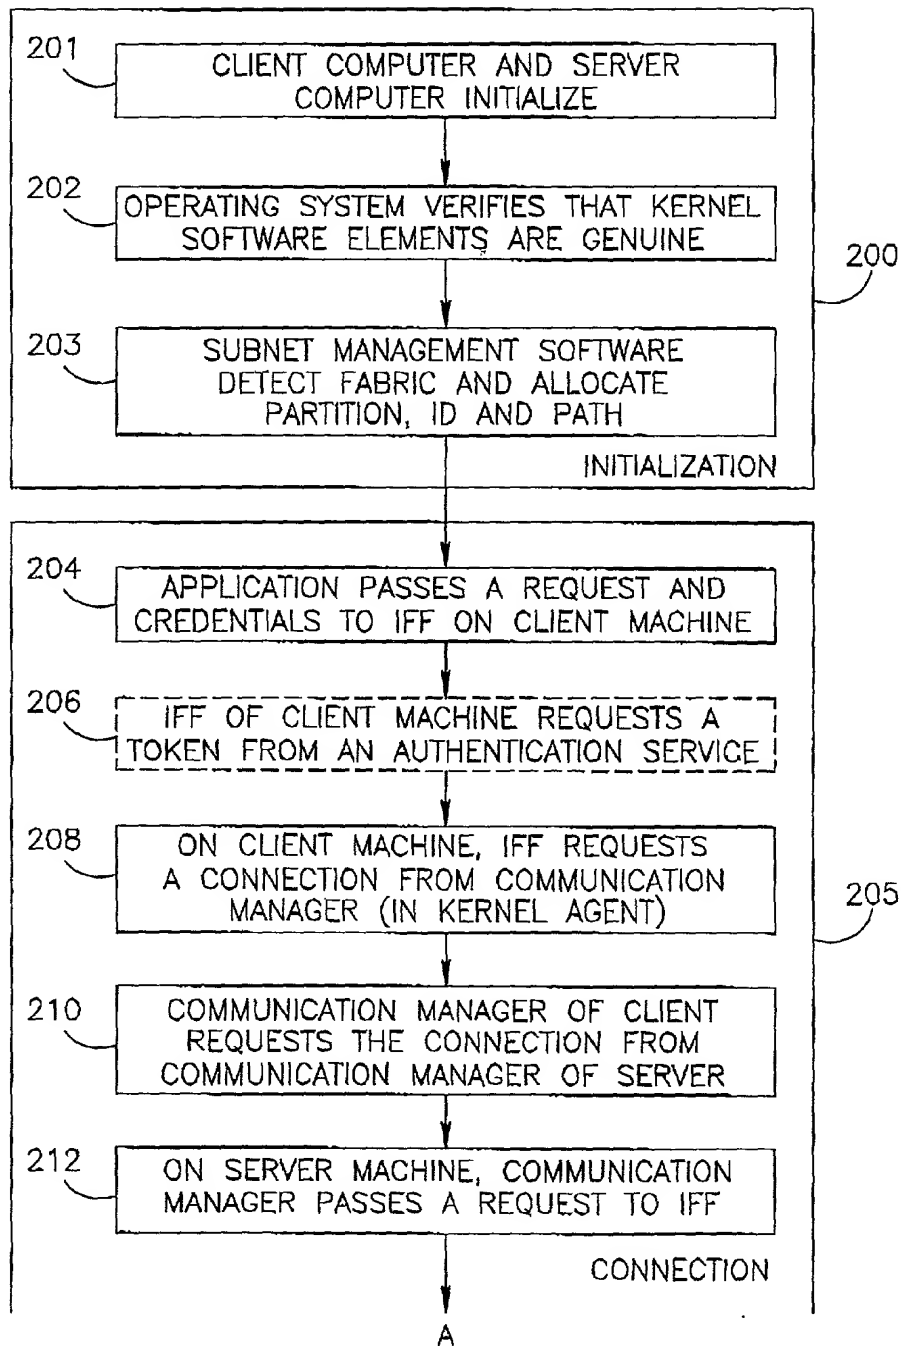 201
CLIENT COMPUTER AND SERVER
COMPUTER INITIALIZE
202
OPERATING SYSTEM VERIFIES THAT KERNEL
SOFTWARE ELEMENTS ARE GENUINE
200
203
SUBNET MANAGEMENT SOFTWARE
DETECT FABRIC AND ALLOCATE
PARTITION, ID AND PATH
INITIALIZATION
204
APPLICATION PASSES A REQUEST AND
CREDENTIALS TO IFF ON CLIENT MACHINE
206
IFF OF CLIENT MACHINE REQUESTS A
TOKEN FROM AN AUTHENTICATION SERVICE
208
ON CLIENT MACHINE, IFF REQUESTS
A CONNECTION FROM COMMUNICATION
MANAGER (IN KERNEL AGENT)
205
210
COMMUNICATION MANAGER OF CLIENT
REQUESTS THE CONNECTION FROM
COMMUNICATION MANAGER OF SERVER
212
ON SERVER MACHINE, COMMUNICATION
MANAGER PASSES A REQUEST TO IFF
CONNECTION
A